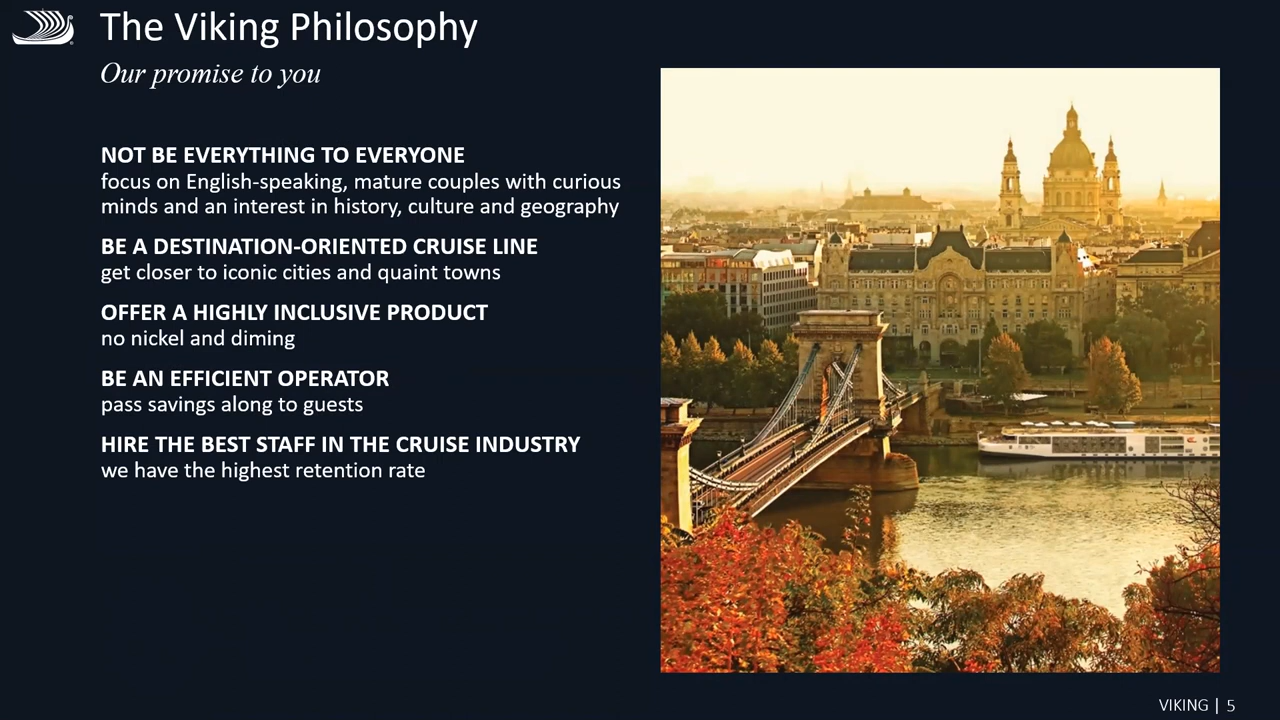 The Viking Philosophy
Our promise to you
NOT BE EVERYTHING TO EVERYONE
focus on English-speaking, mature couples with curious
minds and an interest in history, culture and geography
BE A DESTINATION-ORIENTED CRUISE LINE
get closer to iconic cities and quaint towns
OFFER A HIGHLY INCLUSIVE PRODUCT
no nickel and diming
BE AN EFFICIENT OPERATOR
pass savings along to guests
HIRE THE BEST STAFF IN THE CRUISE INDUSTRY
we have the highest retention rate
VIKING | 5